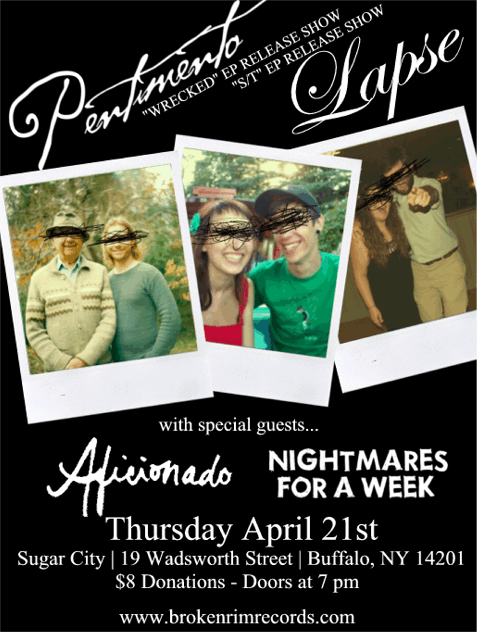 Pentimento
"WRECKED" EP RELEASE SHOW
"S/T" EP RELEASE SHOW
Lapse
with special guests...
Aficionado
NIGHTMARES
FOR A WEEK
Thursday April 21st
Sugar City | 19 Wadsworth Street | Buffalo, NY 14201
$8 Donations - Doors at 7 pm
www.brokenrimrecords.com